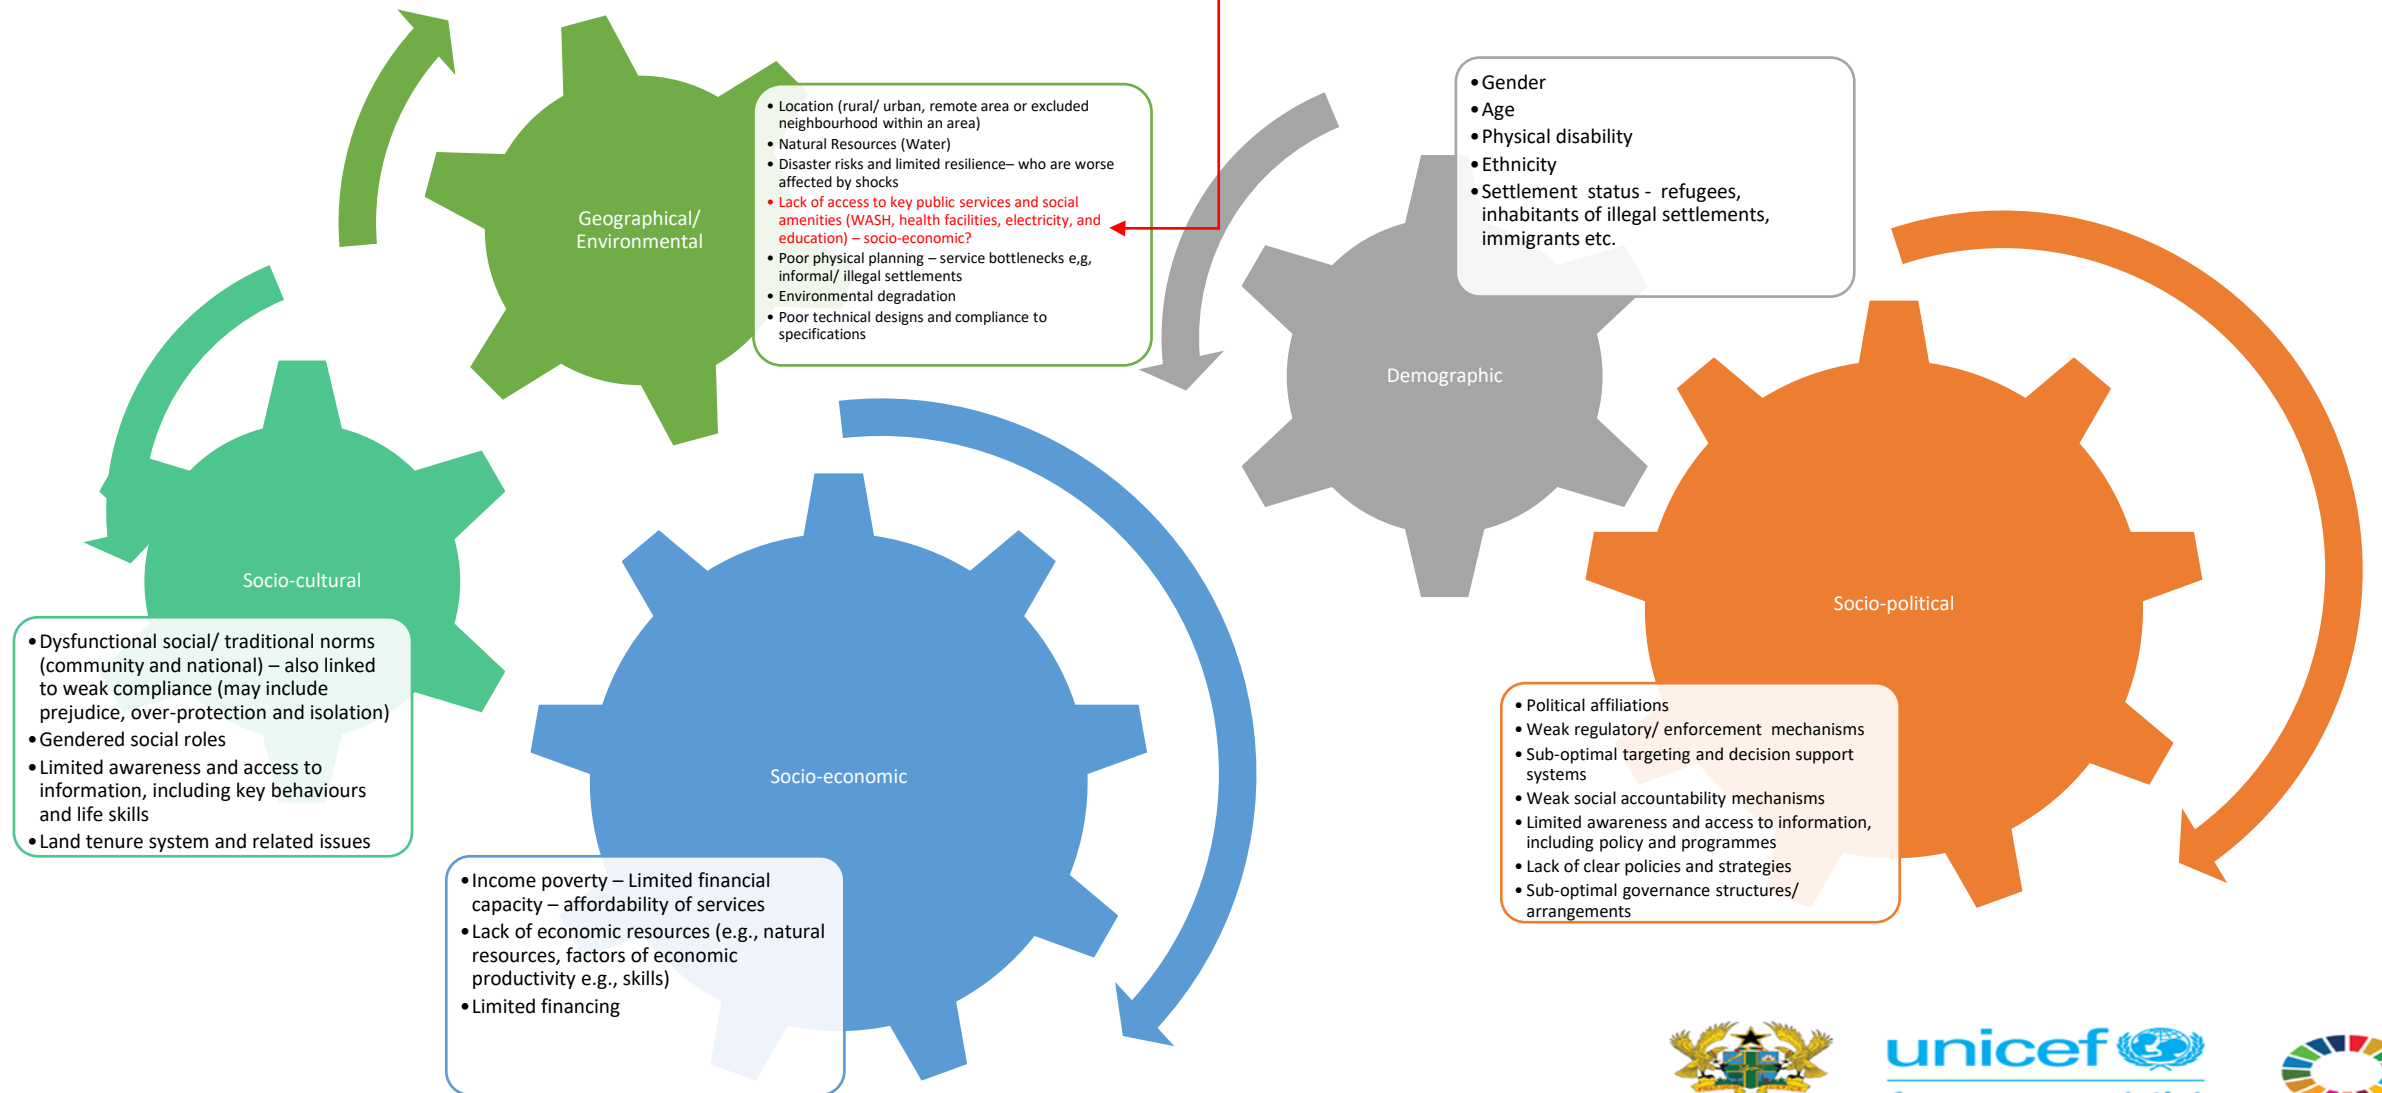 Geographical/
Environmental
• Location (rural/ urban, remote area or excluded
neighbourhood within an area)
• Natural Resources (Water)
• Disaster risks and limited resilience– who are worse
affected by shocks
• Lack of access to key public services and social
amenities (WASH, health facilities, electricity, and
education) – socio-economic?
• Poor physical planning – service bottlenecks e,g,
informal/ illegal settlements
• Environmental degradation
• Poor technical designs and compliance to
specifications
•Gender
•Age
•Physical disability
•Ethnicity
•Settlement status - refugees,
inhabitants of illegal settlements,
immigrants etc.
Demographic
Socio-cultural
•Dysfunctional social/ traditional norms
(community and national) – also linked
to weak compliance (may include
prejudice, over-protection and isolation)
•Gendered social roles
•Limited awareness and access to
information, including key behaviours
and life skills
•Land tenure system and related issues
Socio-economic
•Income poverty – Limited financial
capacity – affordability of services
•Lack of economic resources (e.g., natural
resources, factors of economic
productivity e.g., skills)
•Limited financing
Socio-political
• Political affiliations
• Weak regulatory/ enforcement mechanisms
• Sub-optimal targeting and decision support
systems
• Weak social accountability mechanisms
• Limited awareness and access to information,
including policy and programmes
• Lack of clear policies and strategies
• Sub-optimal governance structures/
arrangements
unicef